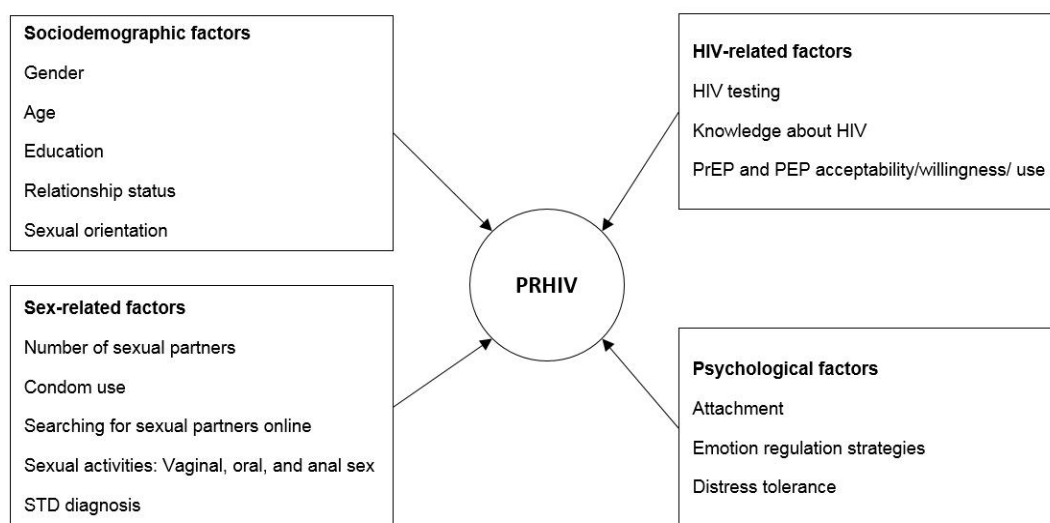 Sociodemographic factors
Gender
Age
Education
Relationship status
Sexual orientation
HIV-related factors
HIV testing
Knowledge about HIV
PrEP and PEP acceptability/willingness/ use
PRHIV
Sex-related factors
Number of sexual partners
Condom use
Searching for sexual partners online
Sexual activities: Vaginal, oral, and anal sex
STD diagnosis
Psychological factors
Attachment
Emotion regulation strategies
Distress tolerance